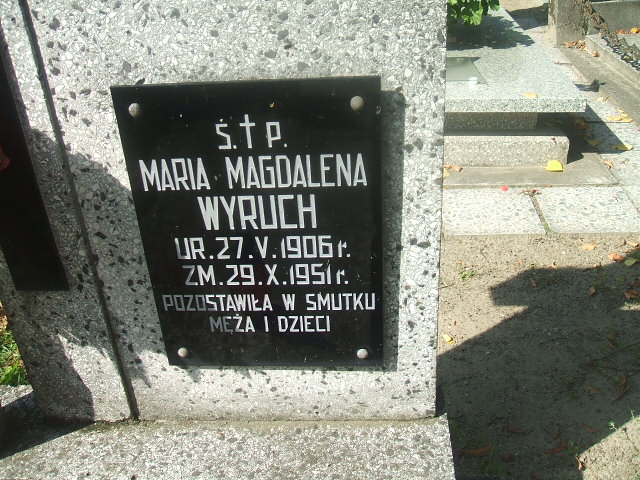 Ś.†P.
MARIA MAGDALENA
WYRUCH
UR.27.V.1906r.
ZM.29.X.1951r.
POZOSTAWIŁA W SMUTKU
MĘŻA I DZIECI